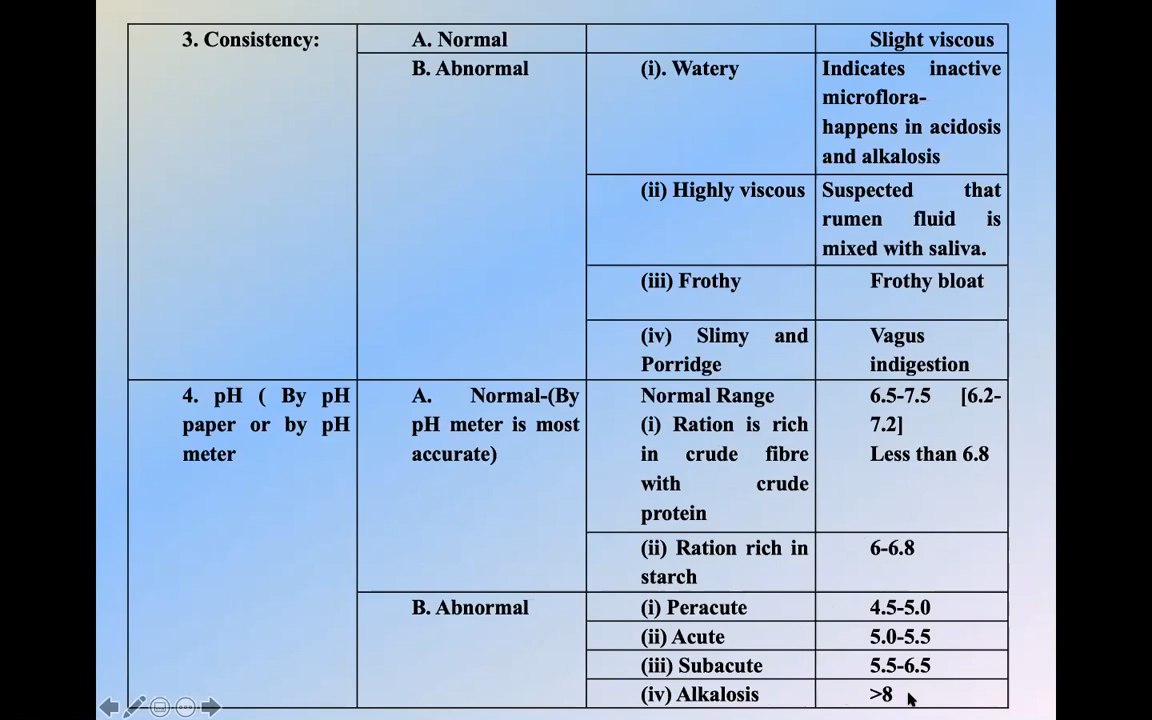 3. Consistency:
A. Normal
Slight viscous
B. Abnormal
(i). Watery
Indicates inactive
microflora-
happens in acidosis
and alkalosis
(ii) Highly viscous
Suspected that
rumen fluid is
mixed with saliva.
(iii) Frothy
Frothy bloat
(iv) Slimy and
Porridge
Vagus
indigestion
4. pH ( By pH
paper or by pH
meter
A. Normal-(By
pH meter is most
accurate)
Normal Range
(i) Ration is rich
in crude fibre
with crude
protein
6.5-7.5 [6.2-
7.2]
Less than 6.8
(ii) Ration rich in
starch
6-6.8
B. Abnormal
(i) Peracute
4.5-5.0
(ii) Acute
5.0-5.5
(iii) Subacute
5.5-6.5
(iv) Alkalosis
>8